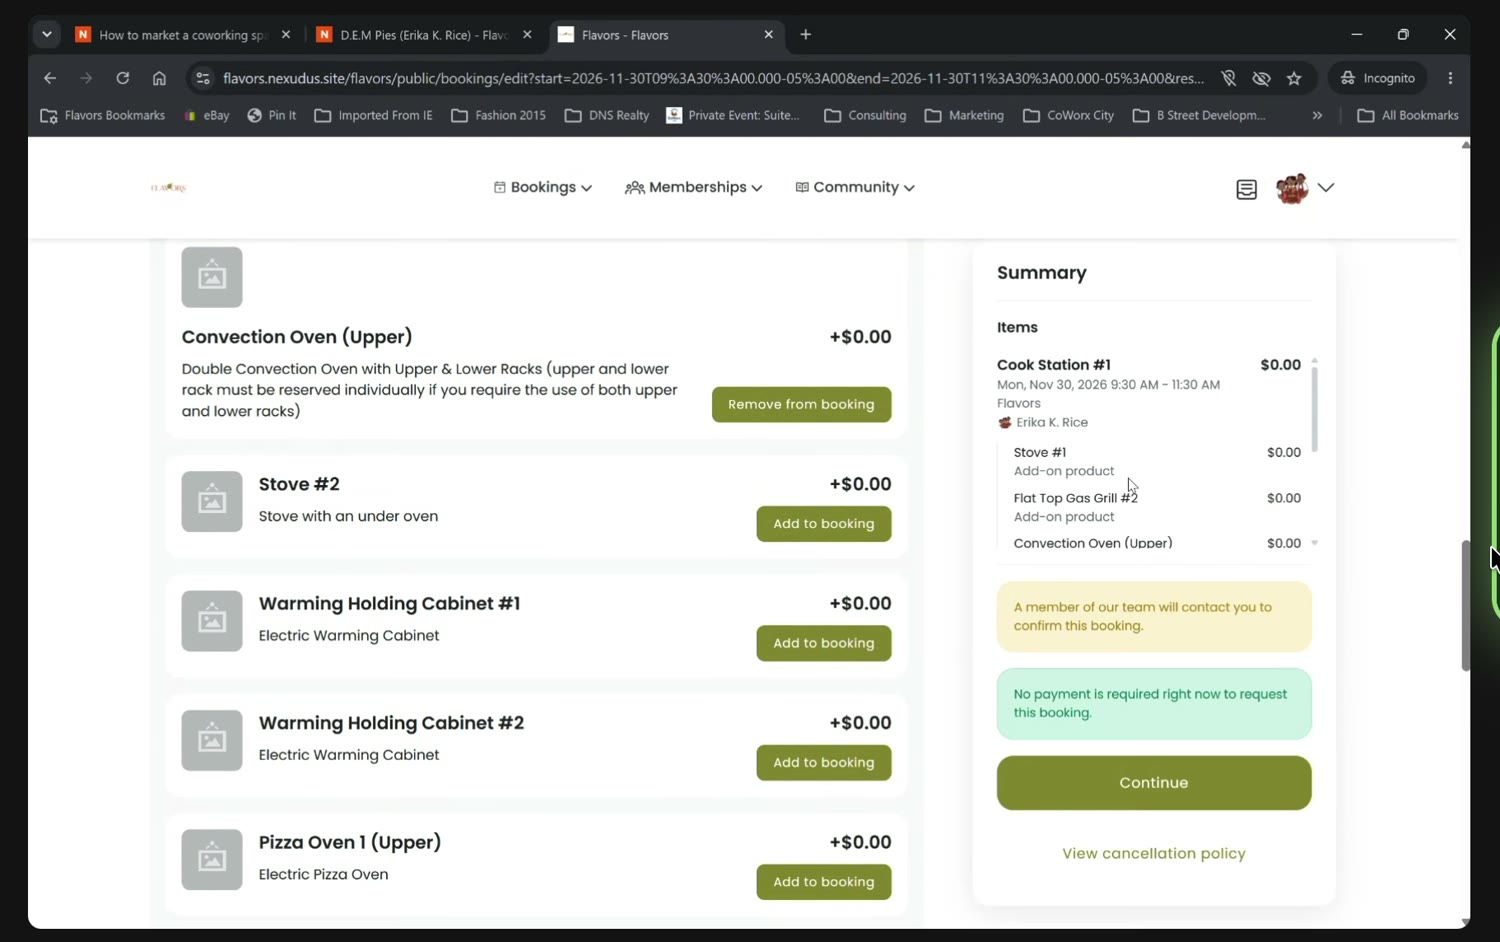 How to market a coworking sp
D.E.M Pies (Erika K. Rice) - Flavo
Flavors - Flavors
flavors.nexudus.site/flavors/public/bookings/edit?start=2026-11-30T09%3A30%3A00.000-05%3A00&end=2026-11-30T11%3A30%3A00.000-05%3A00&res...
Incognito
Flavors Bookmarks
eBay
Pin It
Imported From IE
Fashion 2015
DNS Realty
Private Event: Suite...
Consulting
Marketing
CoWorx City
B Street Developm...
»
All Bookmarks
FLAVORS
Bookings
Memberships
Community
Convection Oven (Upper)
+$0.00
Double Convection Oven with Upper & Lower Racks (upper and lower
rack must be reserved individually if you require the use of both upper
and lower racks)
Remove from booking
Stove #2
+$0.00
Stove with an under oven
Add to booking
Warming Holding Cabinet #1
+$0.00
Electric Warming Cabinet
Add to booking
Warming Holding Cabinet #2
+$0.00
Electric Warming Cabinet
Add to booking
Pizza Oven 1 (Upper)
+$0.00
Electric Pizza Oven
Add to booking
Summary
Items
Cook Station #1
$0.00
Mon, Nov 30, 2026 9:30 AM - 11:30 AM
Flavors
Erika K. Rice
Stove #1
$0.00
Add-on product
Flat Top Gas Grill #2
$0.00
Add-on product
Convection Oven (Upper)
$0.00
A member of our team will contact you to
confirm this booking.
No payment is required right now to request
this booking.
Continue
View cancellation policy